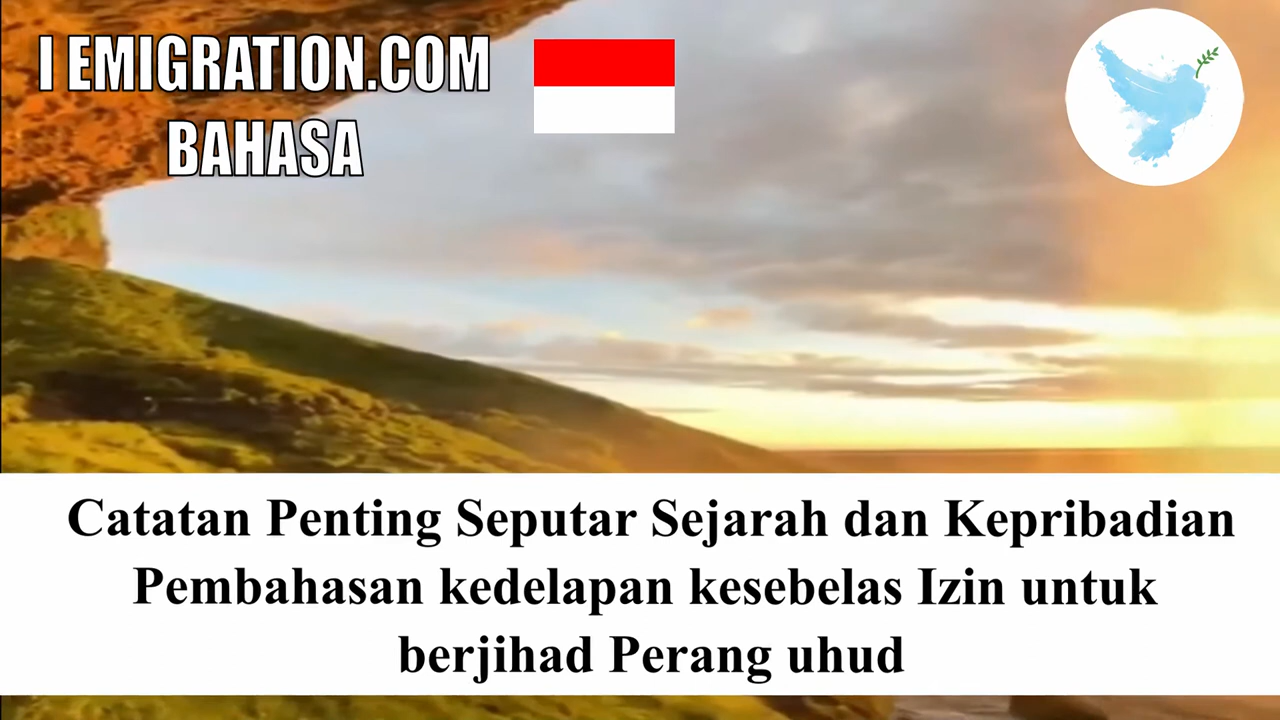 I EMIGRATION.COM
BAHASA
Catatan Penting Seputar Sejarah dan Kepribadian
Pembahasan kedelapan kesebelas Izin untuk
berjihad Perang uhud